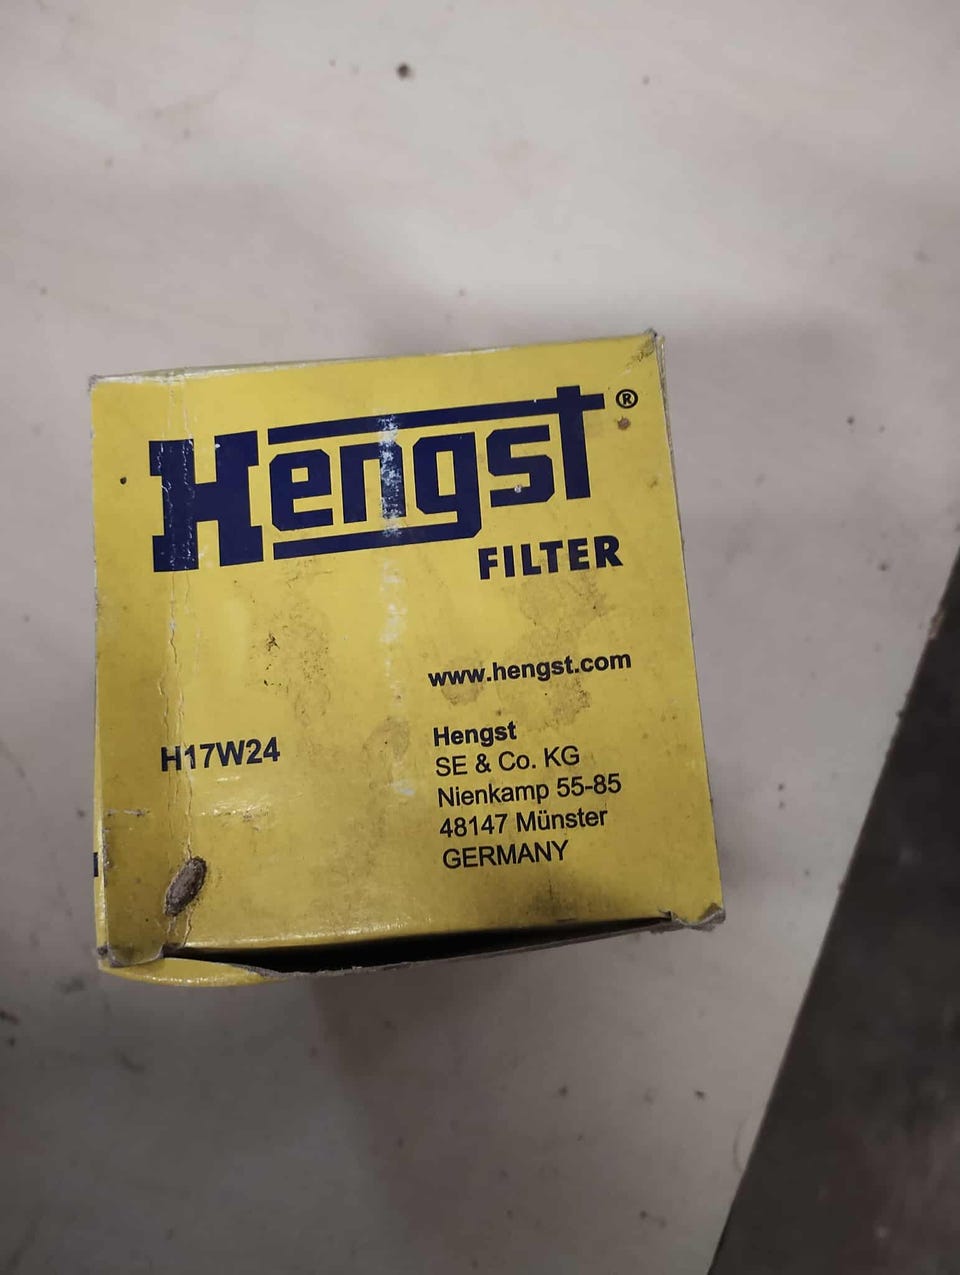 Hengst®
FILTER
www.hengst.com
H17W24
Hengst
SE & Co. KG
Nienkamp 55-85
48147 Münster
GERMANY